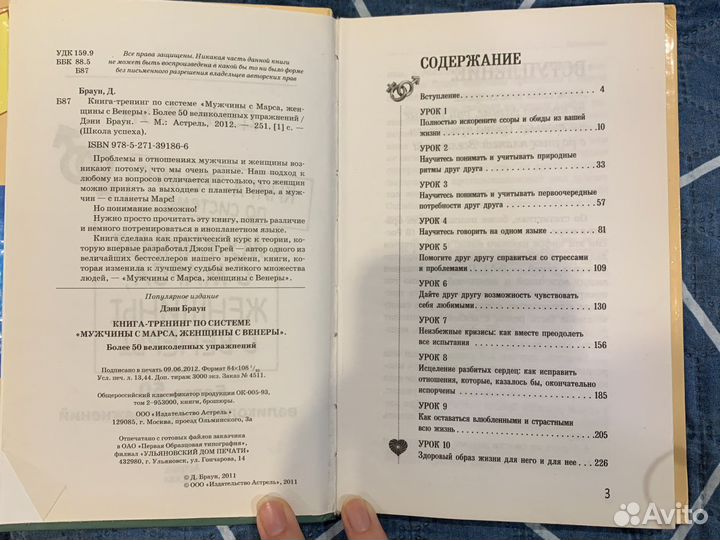 УДК 159.9
ББК 88.5
Б87
Все права защищены. Никакая часть данной книги
не может быть воспроизведена в какой бы то ни было форме
без письменного разрешения владельцев авторских прав
Браун, Д.
Б87 Книга-тренинг по системе «Мужчины с Марса, жен-
щины с Венеры». Более 50 великолепных упражнений /
Дэни Браун. — М.: Астрель, 2012. — 251, [1] с. —
(Школа успеха).
ISBN 978-5-271-39186-6
Проблемы в отношениях мужчины и женщины воз-
никают потому, что мы очень разные. Наш подход к
любому из вопросов отличается настолько, что женщин
можно принять за выходцев с планеты Венера, а муж-
чин — с планеты Марс!
Но понимание возможно!
Нужно просто прочитать эту книгу, понять различие
и немного потренироваться в инопланетном языке.
Книга сделана как практический курс к теории, ко-
торую впервые разработал Джон Грей — автор одного из
величайших бестселлеров нашего времени, книги, кото-
рая изменила к лучшему судьбы великого множества
людей, — «Мужчины с Марса, женщины с Венеры».
Популярное издание
Дэни Браун
КНИГА-ТРЕНИНГ ПО СИСТЕМЕ
«МУЖЧИНЫ С МАРСА, ЖЕНЩИНЫ С ВЕНЕРЫ».
Более 50 великолепных упражнений
Подписано в печать 09.06.2012. Формат 84×108 1/32
Усл. печ. л. 13,44. Доп. тираж 3000 экз. Заказ № 4511.
Общероссийский классификатор продукции ОК-005-93,
том 2–953000, книги, брошюры.
ООО «Издательство Астрель»
129085, г. Москва, проезд Ольминского, 3а
Отпечатано с готовых файлов заказчика
в ОАО «Первая Образцовая типография»,
филиал «УЛЬЯНОВСКИЙ ДОМ ПЕЧАТИ»
432980, г. Ульяновск, ул. Гончарова, 14
© Д. Браун, 2011
© ООО «Издательство Астрель», 2011
СОДЕРЖАНИЕ
Вступление 4
УРОК 1
Полностью искорените ссоры и обиды из вашей
жизни 10
УРОК 2
Научитесь понимать и учитывать природные
ритмы друг друга 33
УРОК 3
Научитесь понимать и учитывать первоочередные
потребности друг друга 57
УРОК 4
Научитесь говорить на одном языке 81
УРОК 5
Помогите друг другу справиться со стрессами
и проблемами 109
УРОК 6
Дайте друг другу возможность чувствовать себя
любимыми 130
УРОК 7
Неизбежные кризисы: как вместе преодолеть
все испытания 156
УРОК 8
Исцеление разбитых сердец: как исправить
отношения, которые, казалось бы, окончательно
испорчены 185
УРОК 9
Как оставаться влюбленными и страстными
всю жизнь 205
УРОК 10
Здоровый образ жизни для него и для нее 226
3
Avito